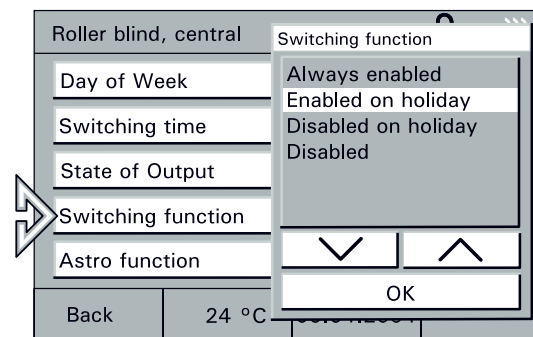 Roller blind, central
Day of Week
Switching time
State of Output
Switching function
Astro function
Back
24 °C
Switching function
Always enabled
Enabled on holiday
Disabled on holiday
Disabled
OK